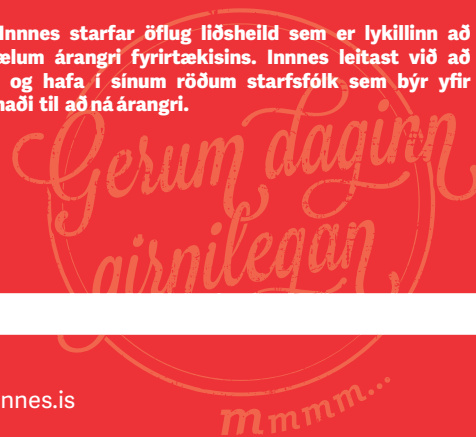 Innnes starfar öflug liðsheild sem er lykillinn að
ælum árangri fyrirtækisins. Innnes leitast við að
og hafa í sínum röðum starfsfólk sem býr yfir
naði til að ná árangri.
Gerum daginn
girnilegan
nnes.is
mmmm...